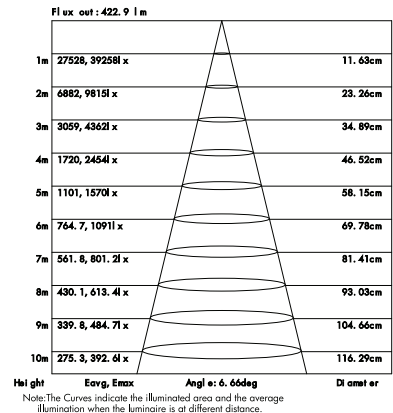 Flux out:422.9 lm
1m 27528, 39258lx 11.63cm
2m 6882, 9815lx 23.26cm
3m 3059, 4362lx 34.89cm
4m 1720, 2454lx 46.52cm
5m 1101, 1570lx 58.15cm
6m 764.7, 1091lx 69.78cm
7m 561.8, 801.2lx 81.41cm
8m 430.1, 613.4lx 93.03cm
9m 339.8, 484.7lx 104.66cm
10m 275.3, 392.6lx 116.29cm
Height Eavg, Emax Angle:6.66deg Diameter
Note:The Curves indicate the illuminated area and the average
illumination when the luminaire is at different distance.